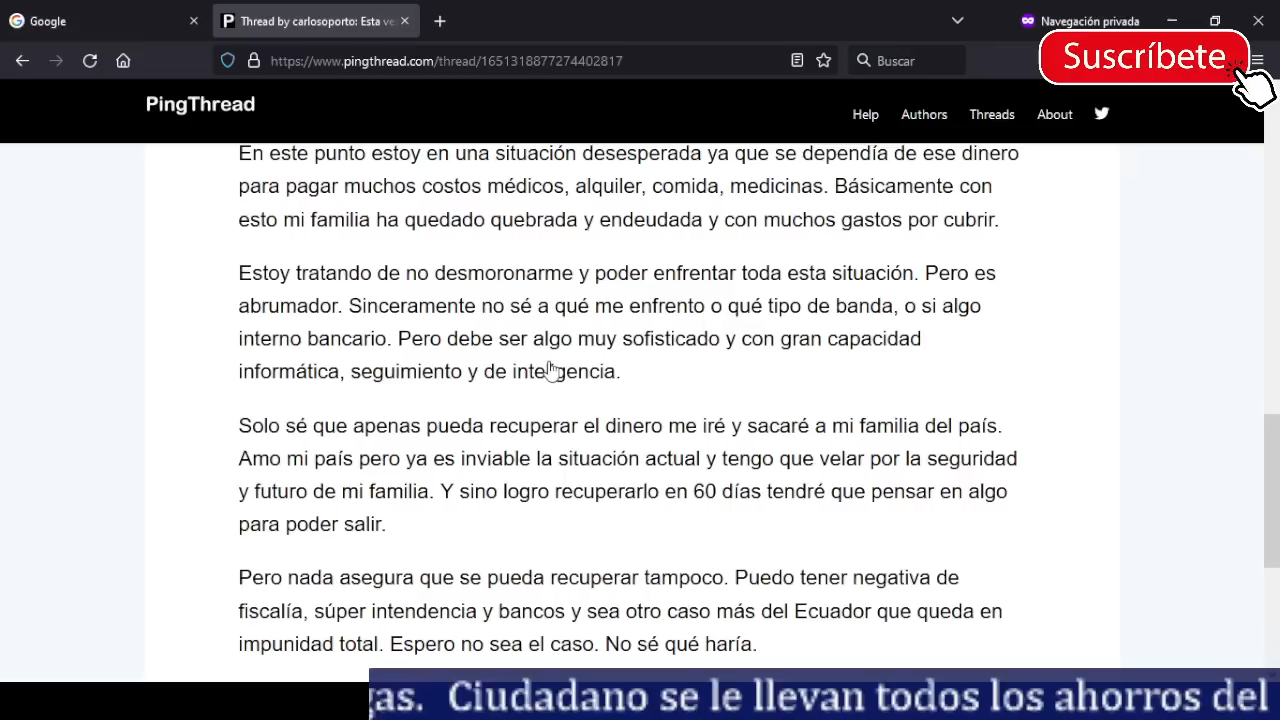 Google
Thread by carlosoporto: Esta ve
Navegación privada
https://www.pingthread.com/thread/1651318877274402817
Buscar
Suscríbete
PingThread
Help
Authors
Threads
About
En este punto estoy en una situación desesperada ya que se dependía de ese dinero
para pagar muchos costos médicos, alquiler, comida, medicinas. Básicamente con
esto mi familia ha quedado quebrada y endeudada y con muchos gastos por cubrir.
Estoy tratando de no desmoronarme y poder enfrentar toda esta situación. Pero es
abrumador. Sinceramente no sé a qué me enfrento o qué tipo de banda, o si algo
interno bancario. Pero debe ser algo muy sofisticado y con gran capacidad
informática, seguimiento y de inteligencia.
Solo sé que apenas pueda recuperar el dinero me iré y sacaré a mi familia del país.
Amo mi país pero ya es inviable la situación actual y tengo que velar por la seguridad
y futuro de mi familia. Y sino logro recuperarlo en 60 días tendré que pensar en algo
para poder salir.
Pero nada asegura que se pueda recuperar tampoco. Puedo tener negativa de
fiscalía, súper intendencia y bancos y sea otro caso más del Ecuador que queda en
impunidad total. Espero no sea el caso. No sé qué haría.
gas. Ciudadano se le llevan todos los ahorros del